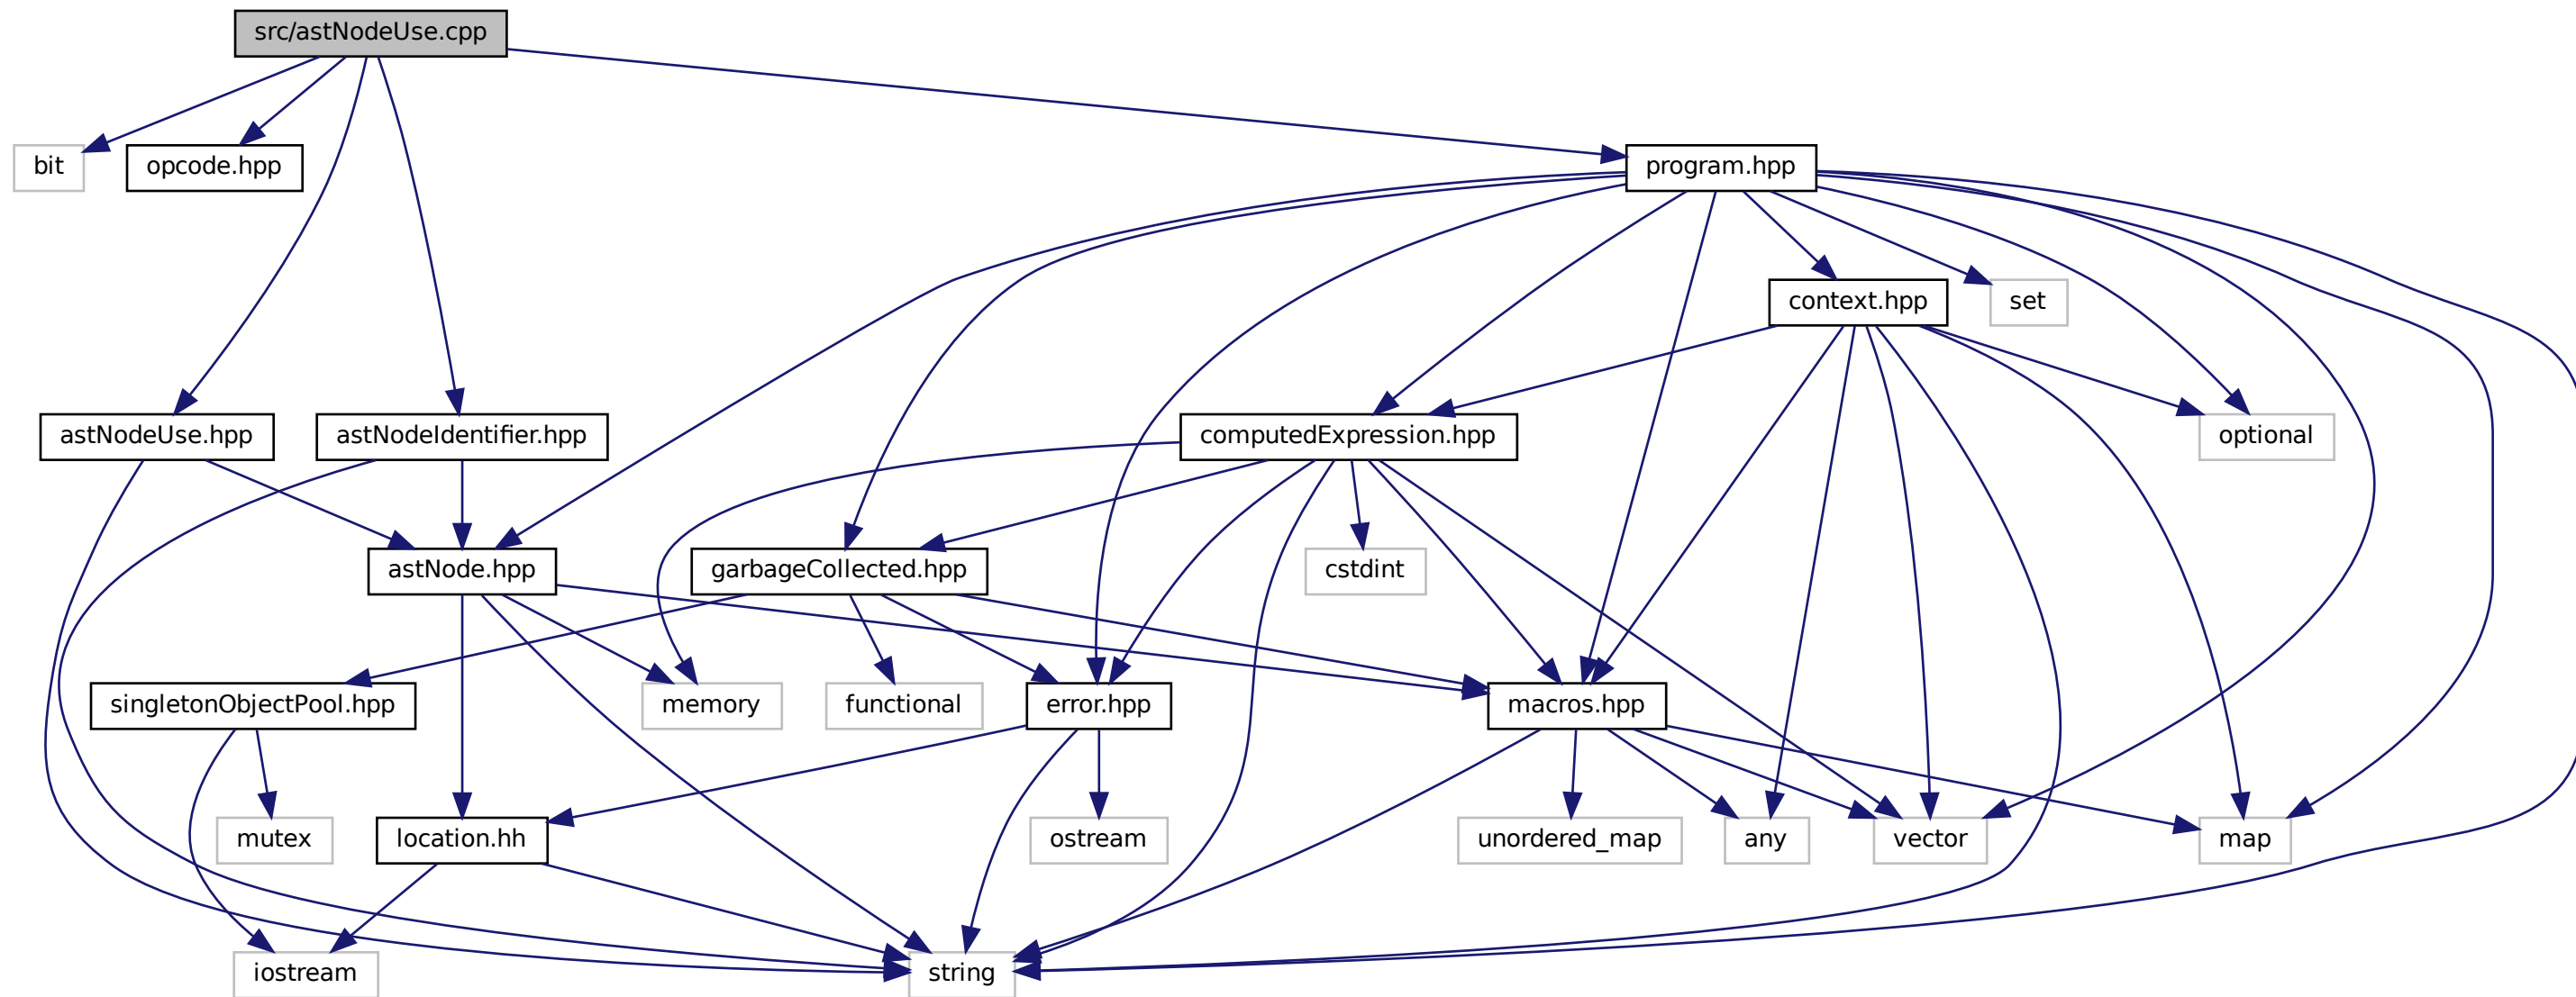 src/astNodeUse.cpp
bit
opcode.hpp
program.hpp
context.hpp
set
astNodeUse.hpp
astNodeIdentifier.hpp
computedExpression.hpp
optional
astNode.hpp
garbageCollected.hpp
cstdint
singletonObjectPool.hpp
memory
functional
error.hpp
macros.hpp
mutex
location.hh
ostream
unordered_map
any
vector
map
iostream
string